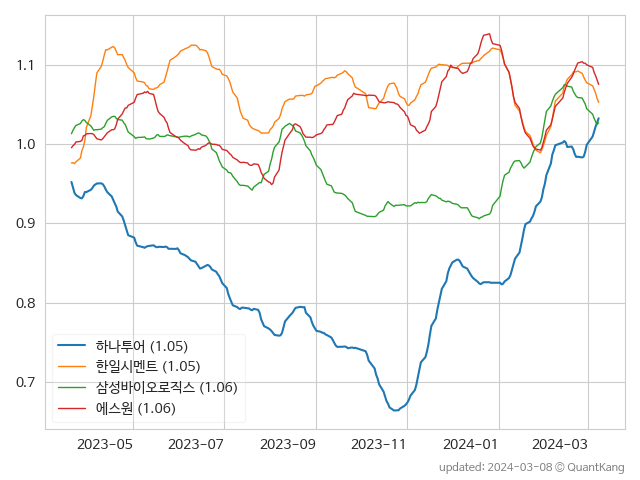 1.1
1.0
0.9
0.8
0.7
하나투어 (1.05)
한일시멘트 (1.05)
삼성바이오로직스 (1.06)
에스원 (1.06)
2023-05 2023-07 2023-09 2023-11 2024-01 2024-03
updated: 2024-03-08 © QuantKang